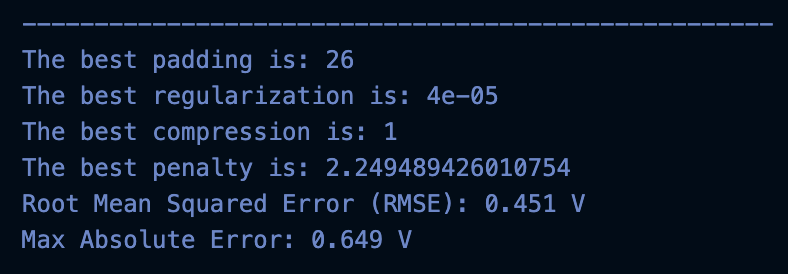 ----------------------------------------------------
The best padding is: 26
The best regularization is: 4e-05
The best compression is: 1
The best penalty is: 2.249489426010754
Root Mean Squared Error (RMSE): 0.451 V
Max Absolute Error: 0.649 V